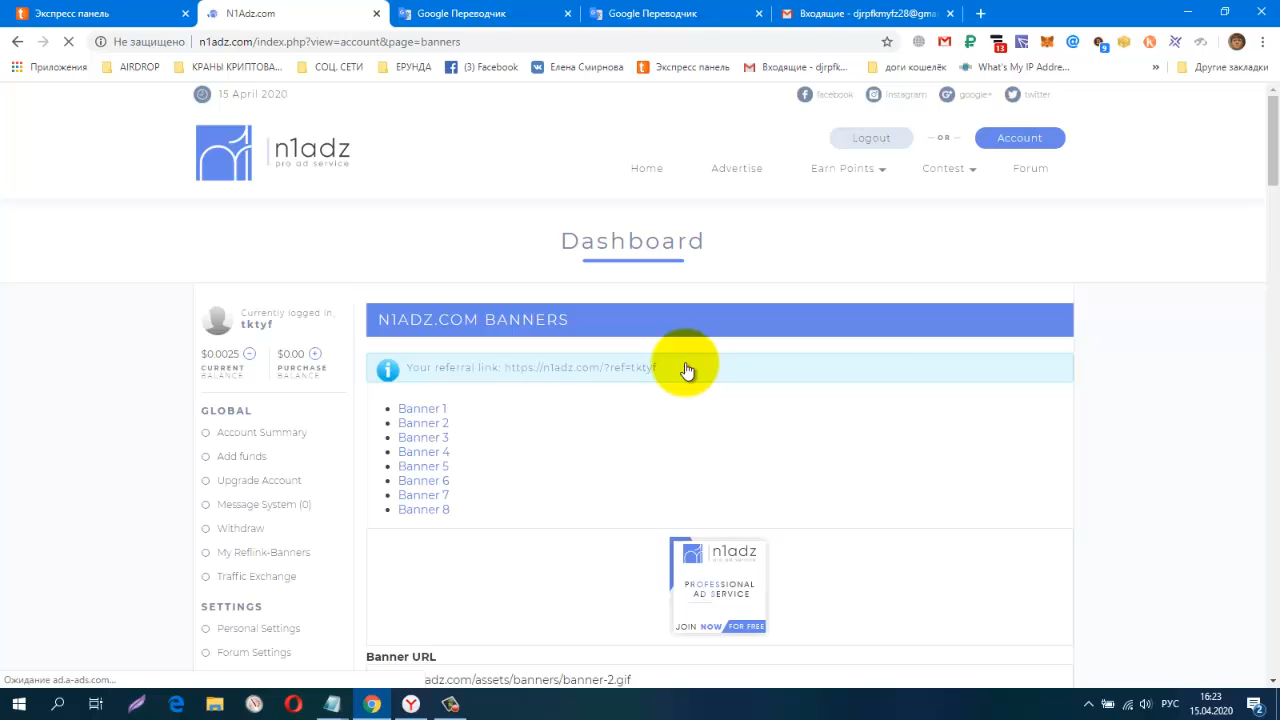 Экспресс панель
N1Adz.com
Google Переводчик
Google Переводчик
Входящие - djrpfkmyfz28@gmai
Не защищено
n1adz.com/index.php?view=account&page=banners
13
9
Приложения
AIRDROP
КРАНЫ КРИПТОВА...
СОЦ. СЕТИ
ЕРУНДА
(3) Facebook
Елена Смирнова
Экспресс панель
Входящие - djrpfk...
доги кошелёк
What's My IP Addre...
»
Другие закладки
15 April 2020
facebook
instagram
google+
twitter
n1adz
pro ad service
Logout
OR
Account
Home
Advertise
Earn Points
Contest
Forum
Dashboard
Currently logged in,
tktyf
$0.0025
$0.00
CURRENT
BALANCE
PURCHASE
BALANCE
GLOBAL
Account Summary
Add funds
Upgrade Account
Message System (0)
Withdraw
My Reflink-Banners
Traffic Exchange
SETTINGS
Personal Settings
Forum Settings
N1ADZ.COM BANNERS
Your referral link: https://n1adz.com/?ref=tktyf
Banner 1
Banner 2
Banner 3
Banner 4
Banner 5
Banner 6
Banner 7
Banner 8
n1adz
pro ad service
PROFESSIONAL
AD SERVICE
JOIN NOW FOR FREE
Banner URL
adz.com/assets/banners/banner-2.gif
Ожидание ad.a-ads.com...
РУС
16:23
15.04.2020
2